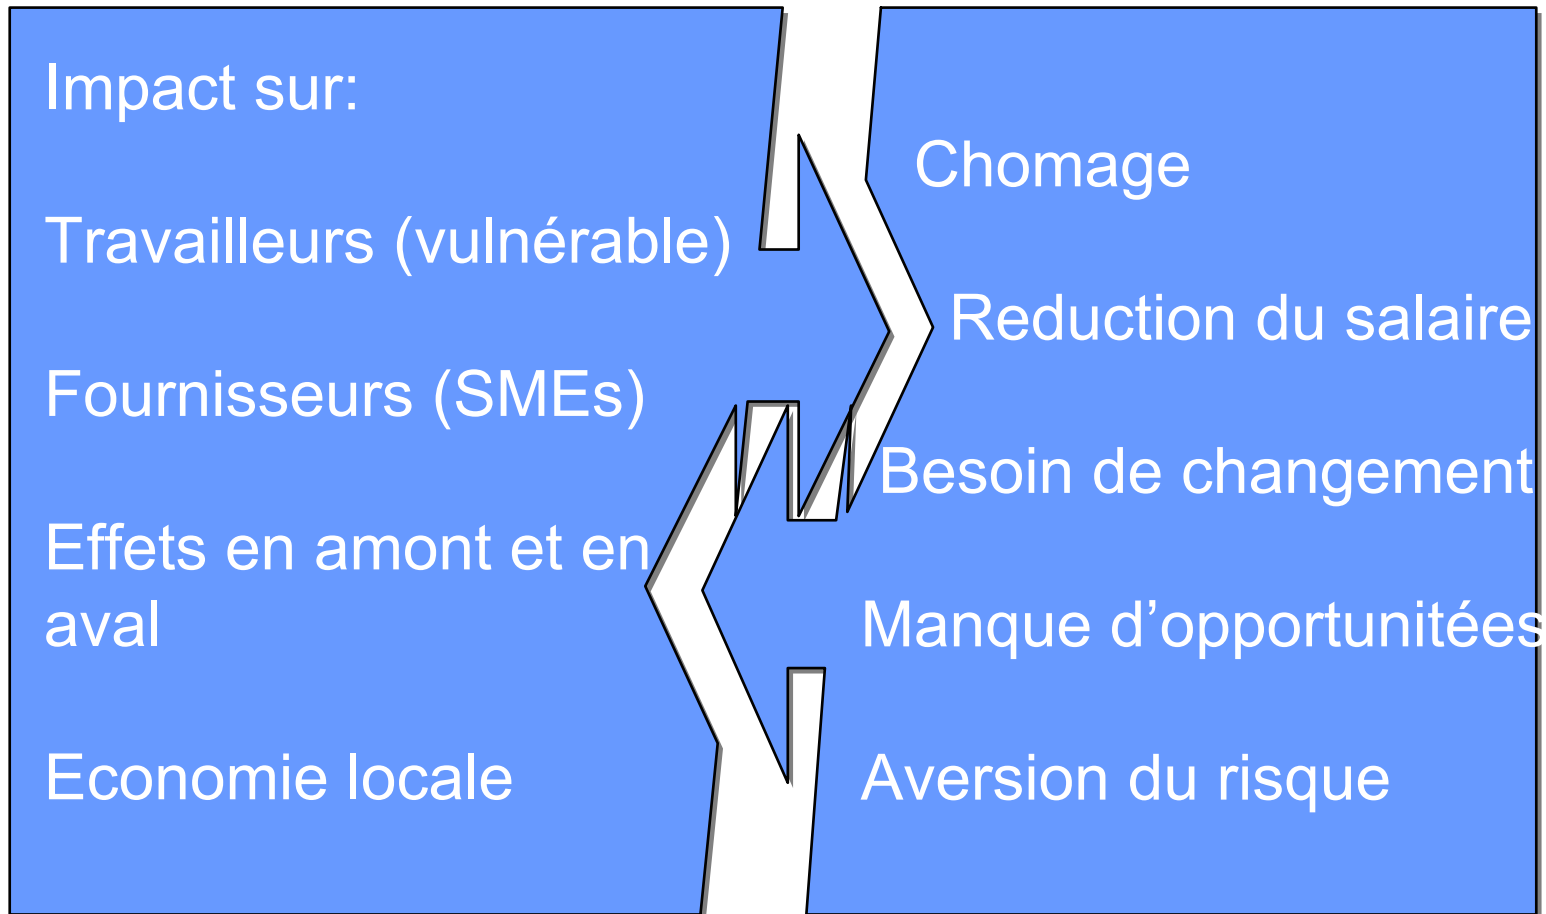 Impact sur:
Travailleurs (vulnérable)
Fournisseurs (SMEs)
Effets en amont et en
aval
Economie locale
Chomage
Reduction du salaire
Besoin de changement
Manque d’opportunitées
Aversion du risque